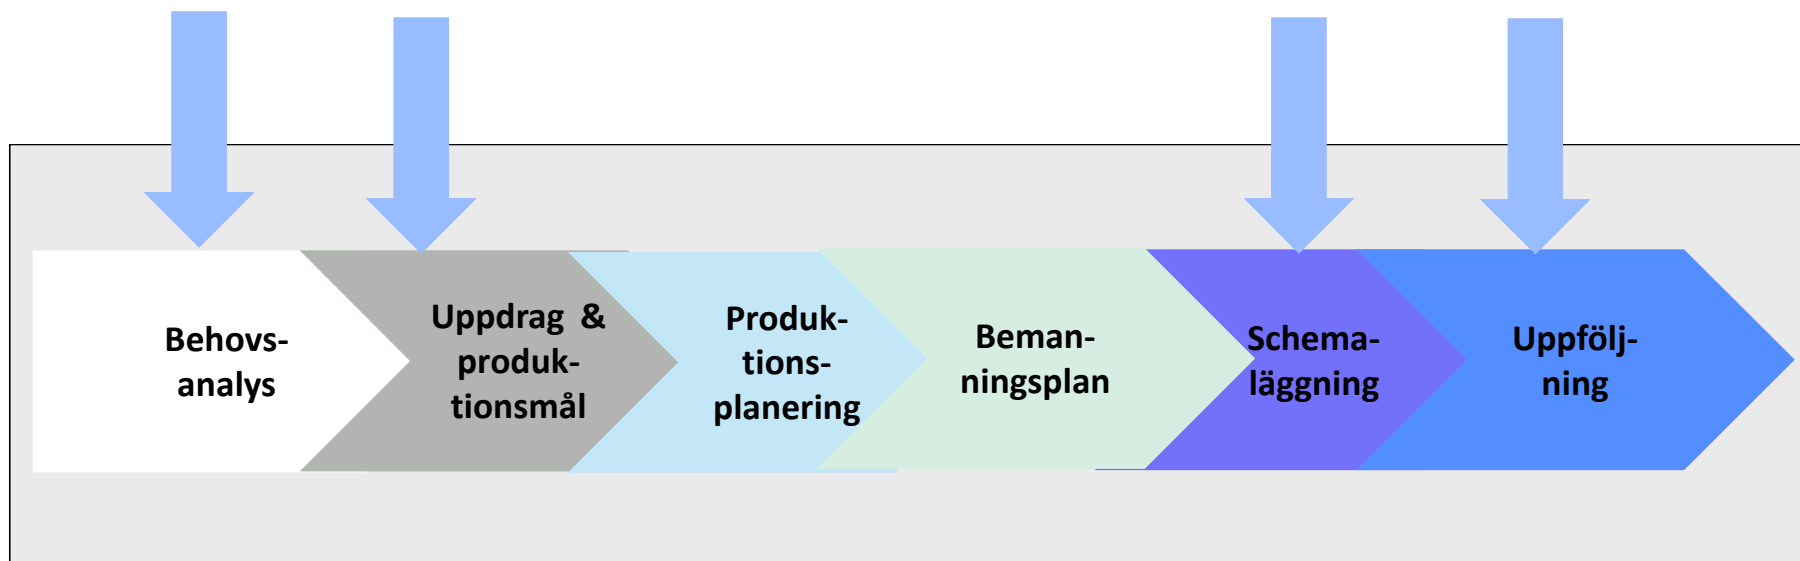 Behovs-
analys
Uppdrag & 
produk-
tionsmål
Produk-
tions-
planering
Beman-
ningsplan
Schema-
läggning
Uppfölj-
ning